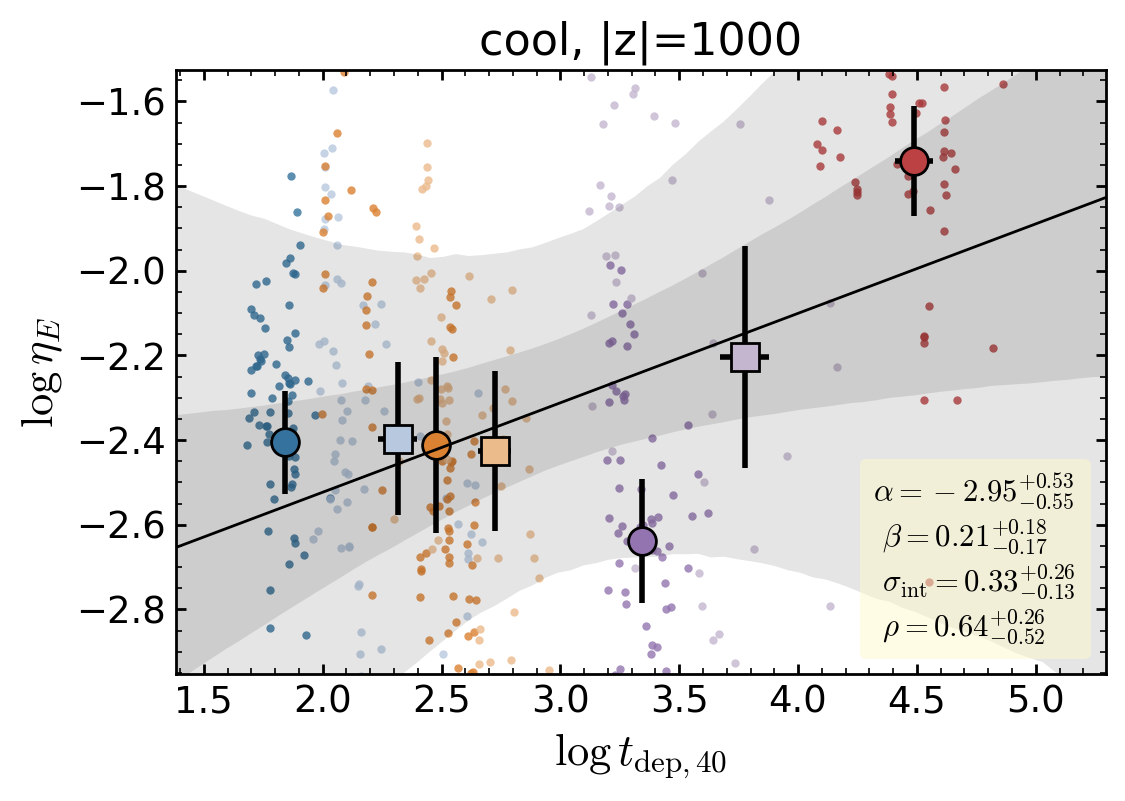 cool, |z|=1000
log η_E
−1.6
−1.8
−2.0
−2.2
−2.4
−2.6
−2.8
α = −2.95^{+0.53}_{−0.55}
β = 0.21^{+0.18}_{−0.17}
σ_int = 0.33^{+0.26}_{−0.13}
ρ = 0.64^{+0.26}_{−0.52}
1.5 2.0 2.5 3.0 3.5 4.0 4.5 5.0
log t_{dep, 40}